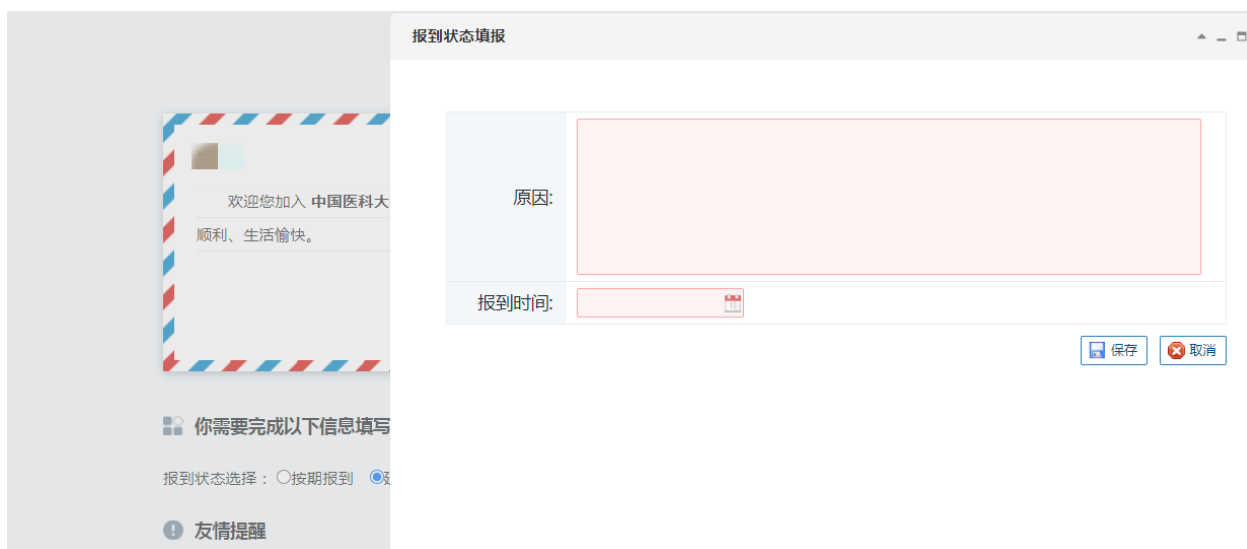 报到状态填报
欢迎您加入 中国医科大
顺利、生活愉快。
原因:
报到时间:
保存
取消
你需要完成以下信息填写
报到状态选择： 按期报到
友情提醒